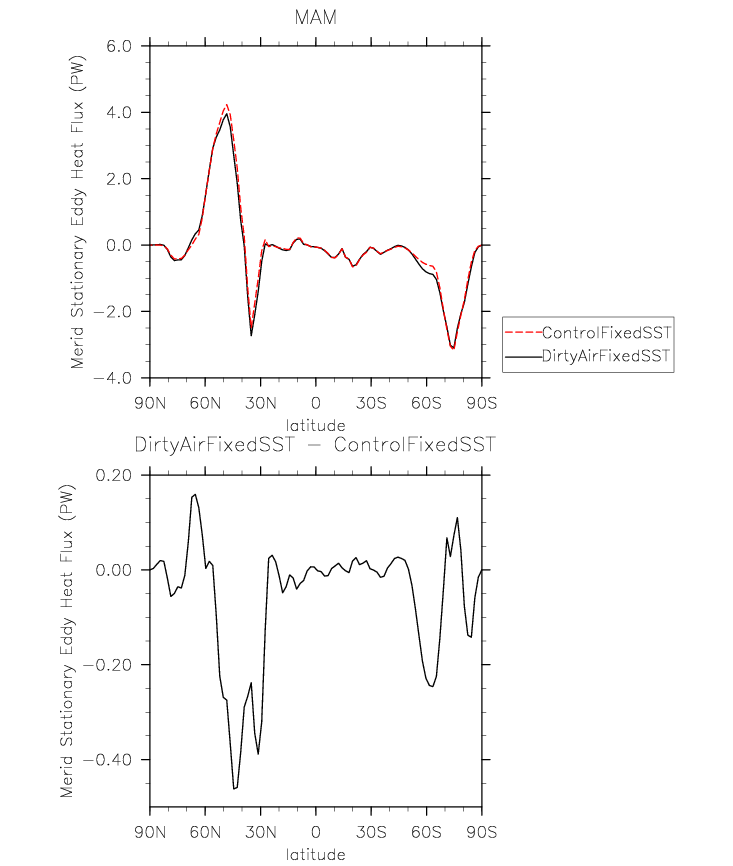 MAM
Merid Stationary Eddy Heat Flux (PW)
6.0
4.0
2.0
0.0
−2.0
−4.0
90N 60N 30N 0 30S 60S 90S
latitude
ControlFixedSST
DirtyAirFixedSST
DirtyAirFixedSST − ControlFixedSST
Merid Stationary Eddy Heat Flux (PW)
0.20
0.00
−0.20
−0.40
90N 60N 30N 0 30S 60S 90S
latitude